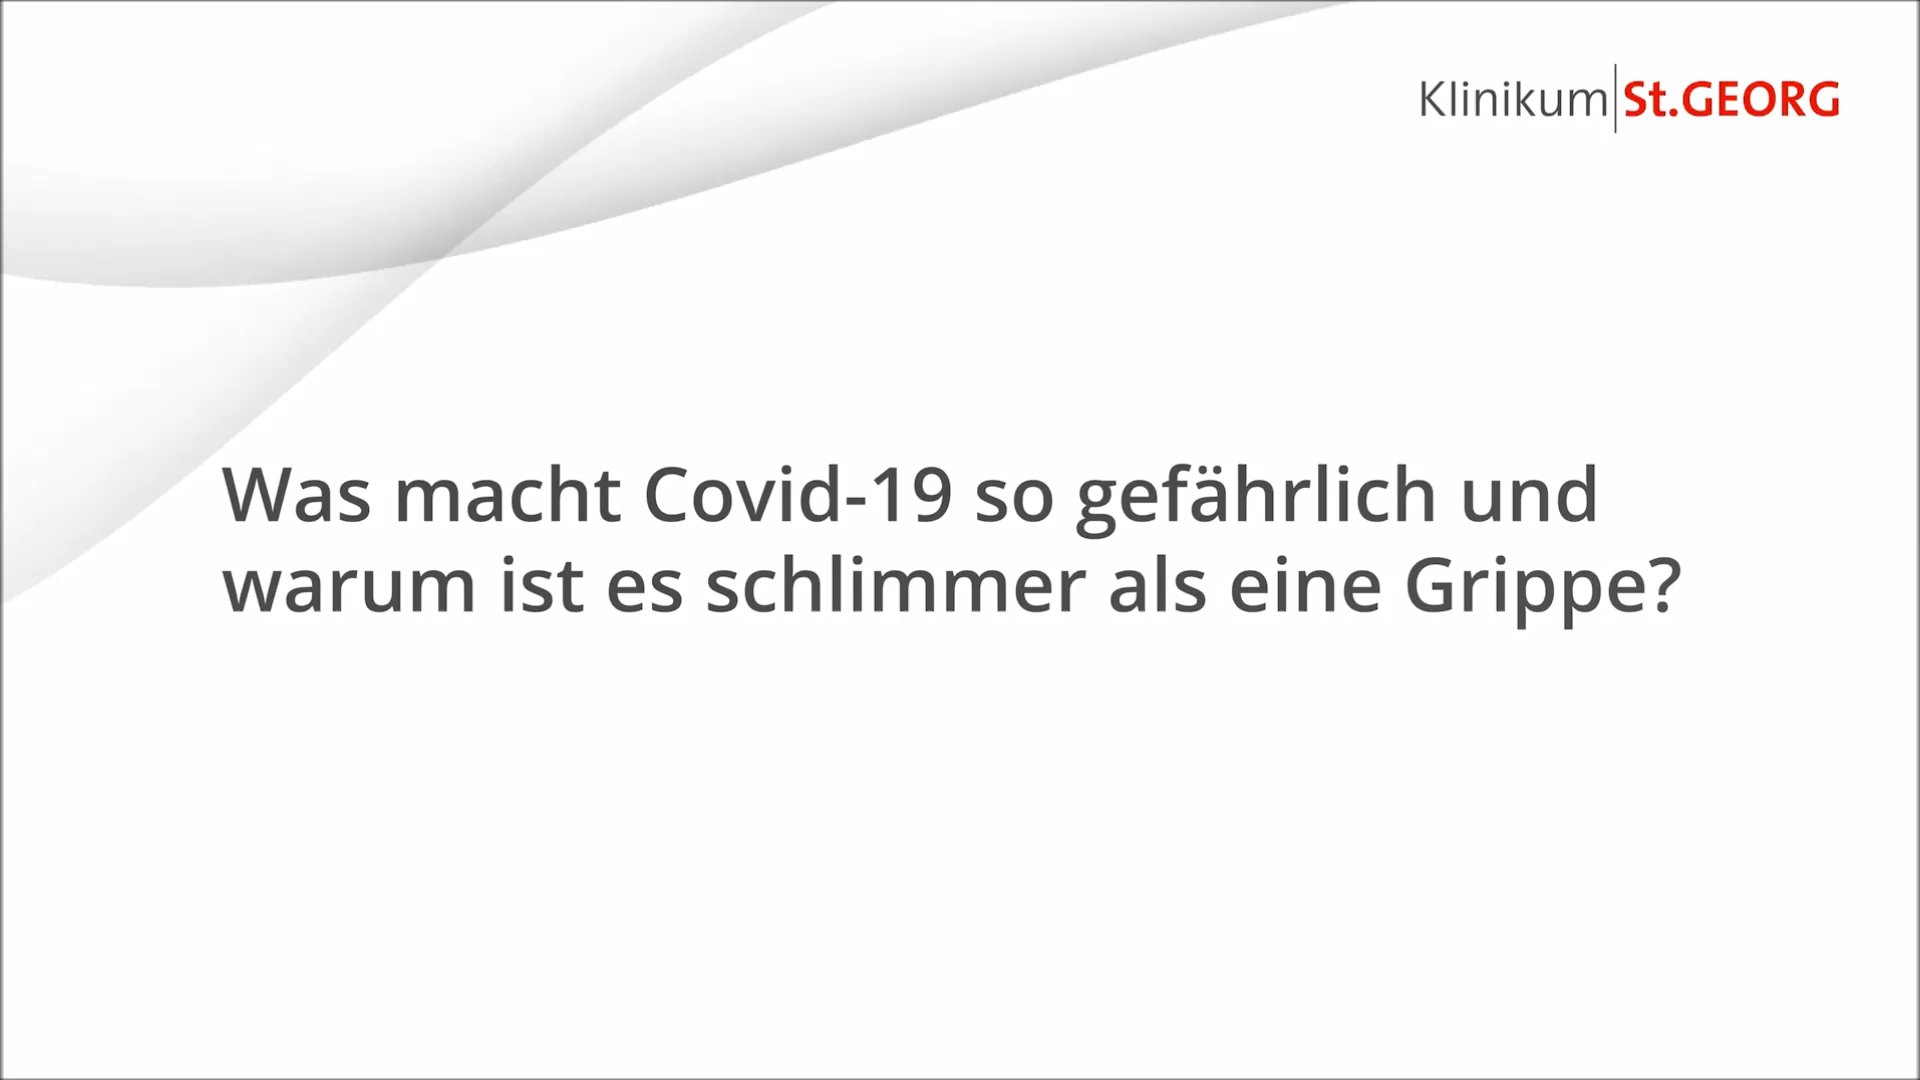 Klinikum St.GEORG
Was macht Covid-19 so gefährlich und
warum ist es schlimmer als eine Grippe?